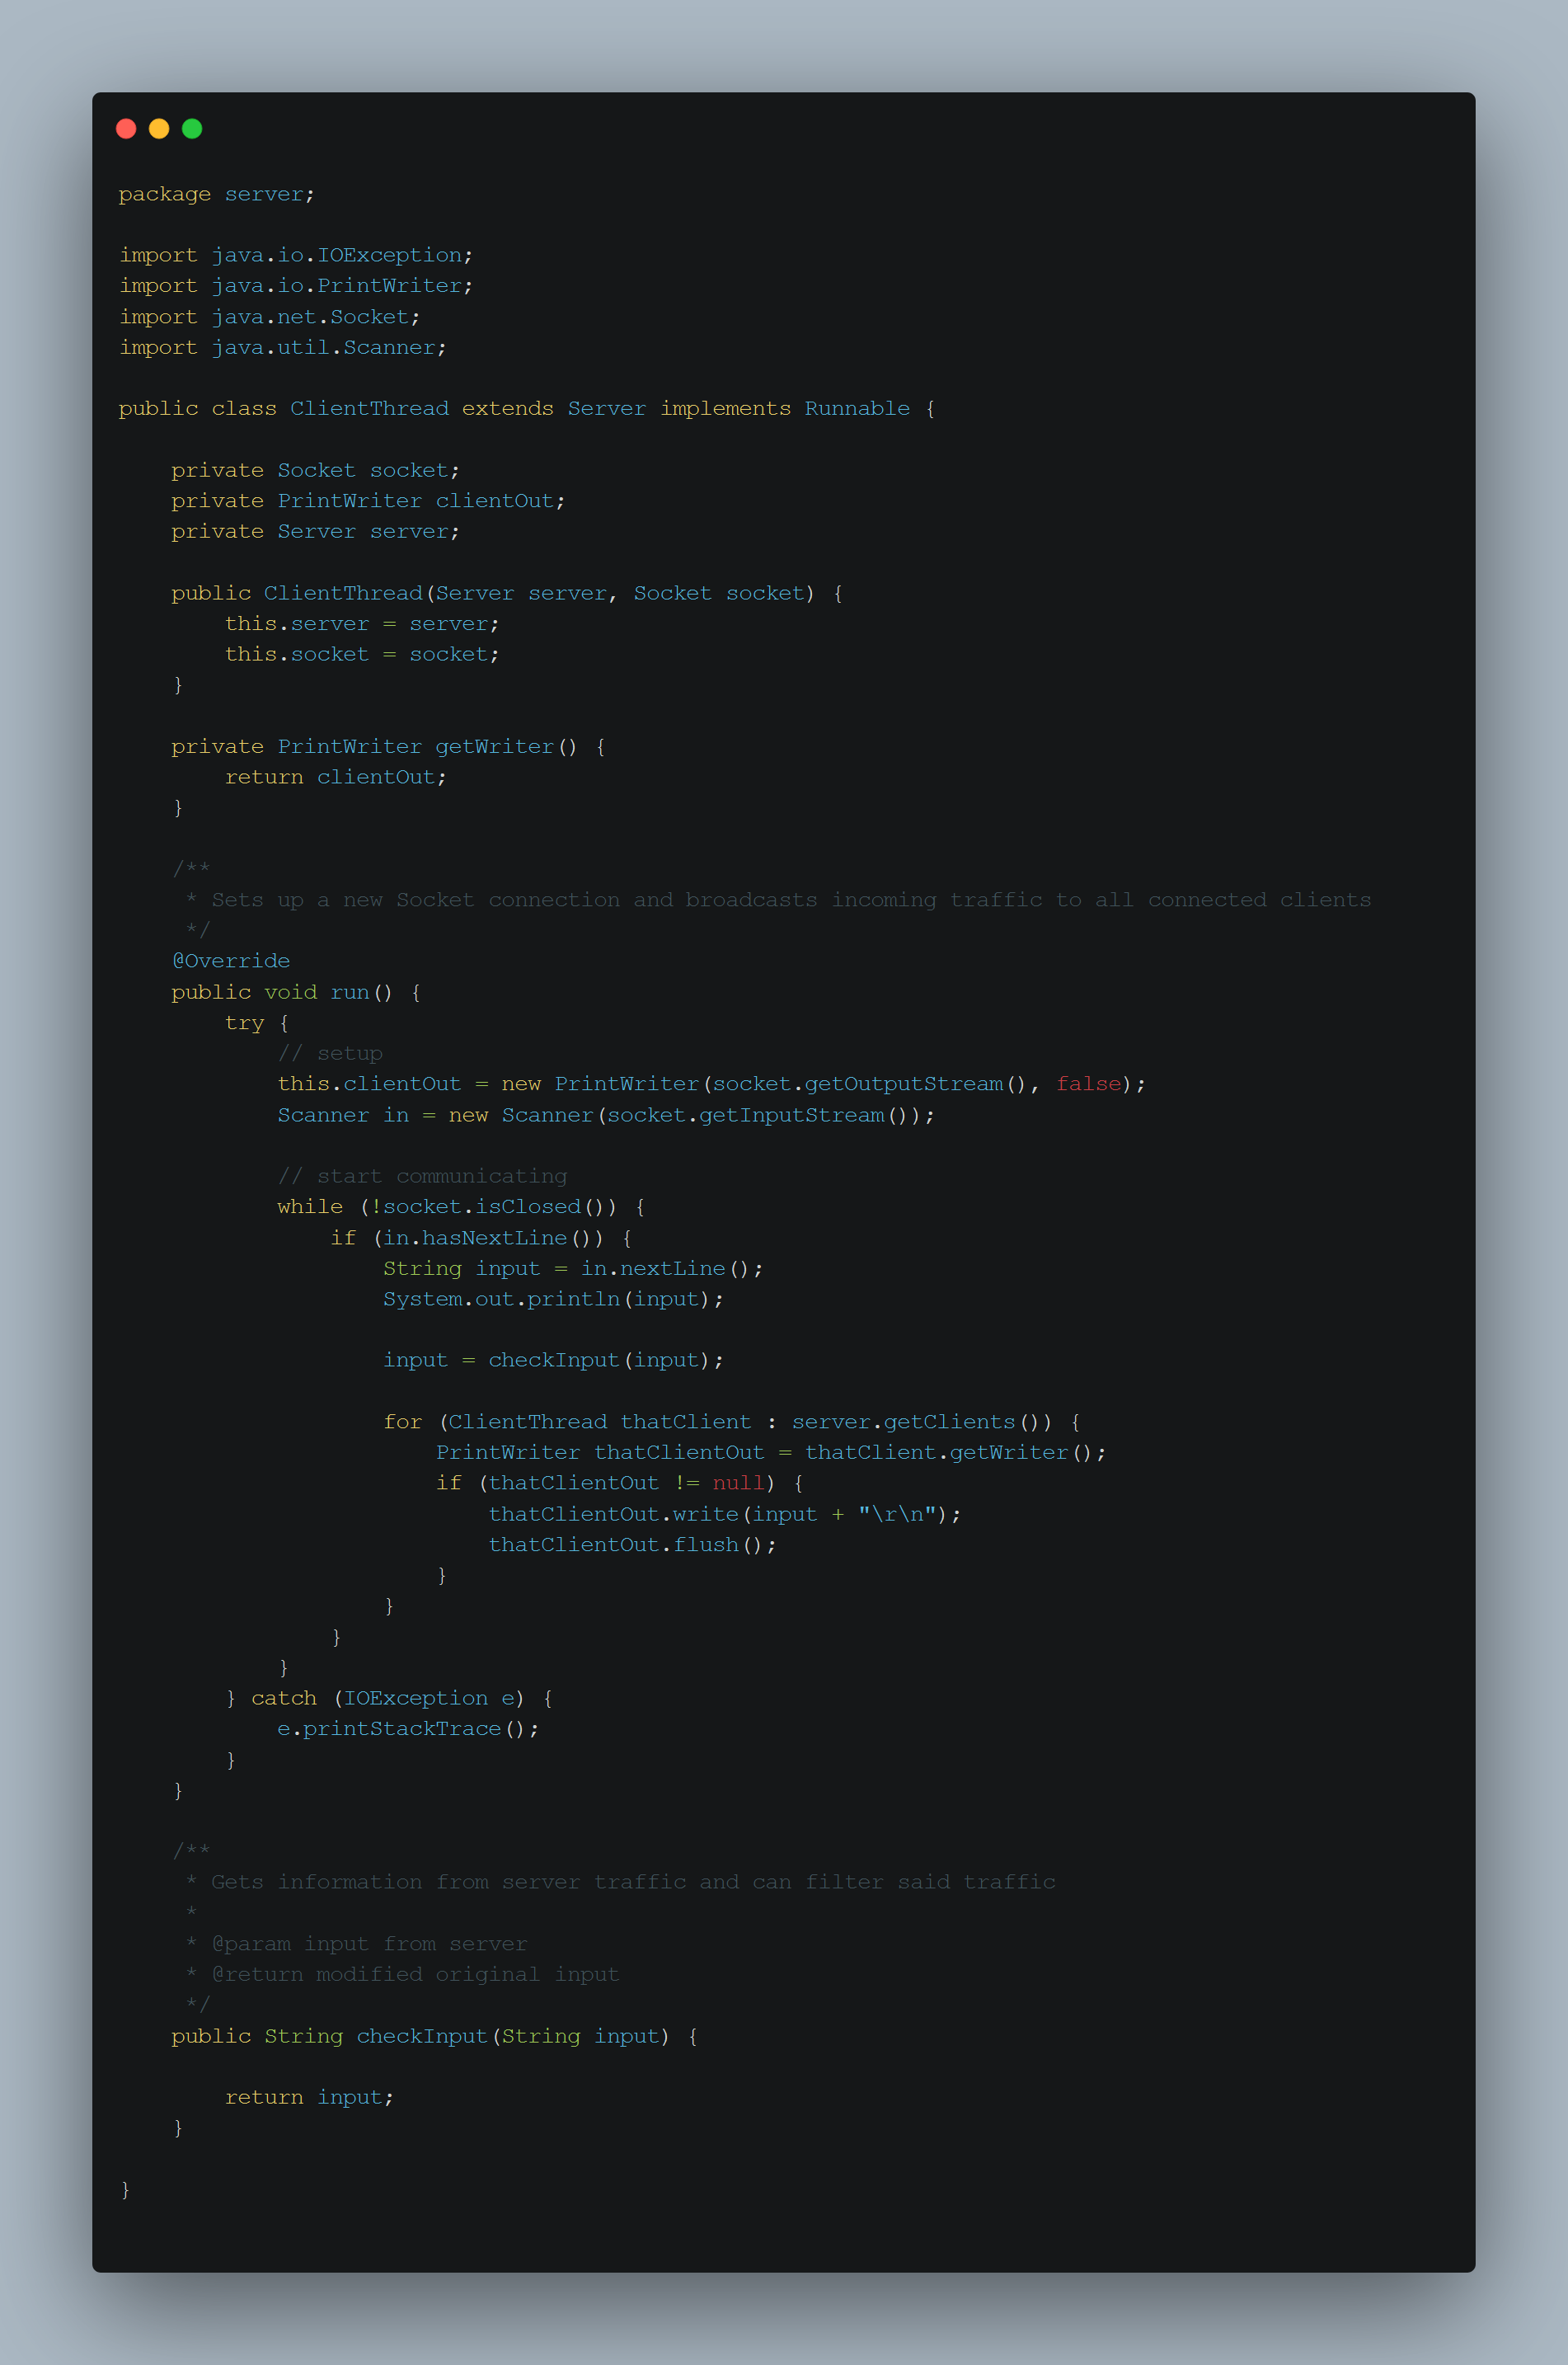 package server;

import java.io.IOException;
import java.io.PrintWriter;
import java.net.Socket;
import java.util.Scanner;

public class ClientThread extends Server implements Runnable {

    private Socket socket;
    private PrintWriter clientOut;
    private Server server;

    public ClientThread(Server server, Socket socket) {
        this.server = server;
        this.socket = socket;
    }

    private PrintWriter getWriter() {
        return clientOut;
    }

    /**
     * Sets up a new Socket connection and broadcasts incoming traffic to all connected clients
     */
    @Override
    public void run() {
        try {
            // setup
            this.clientOut = new PrintWriter(socket.getOutputStream(), false);
            Scanner in = new Scanner(socket.getInputStream());

            // start communicating
            while (!socket.isClosed()) {
                if (in.hasNextLine()) {
                    String input = in.nextLine();
                    System.out.println(input);

                    input = checkInput(input);

                    for (ClientThread thatClient : server.getClients()) {
                        PrintWriter thatClientOut = thatClient.getWriter();
                        if (thatClientOut != null) {
                            thatClientOut.write(input + "\r\n");
                            thatClientOut.flush();
                        }
                    }
                }
            }
        } catch (IOException e) {
            e.printStackTrace();
        }
    }

    /**
     * Gets information from server traffic and can filter said traffic
     *
     * @param input from server
     * @return modified original input
     */
    public String checkInput(String input) {

        return input;
    }

}